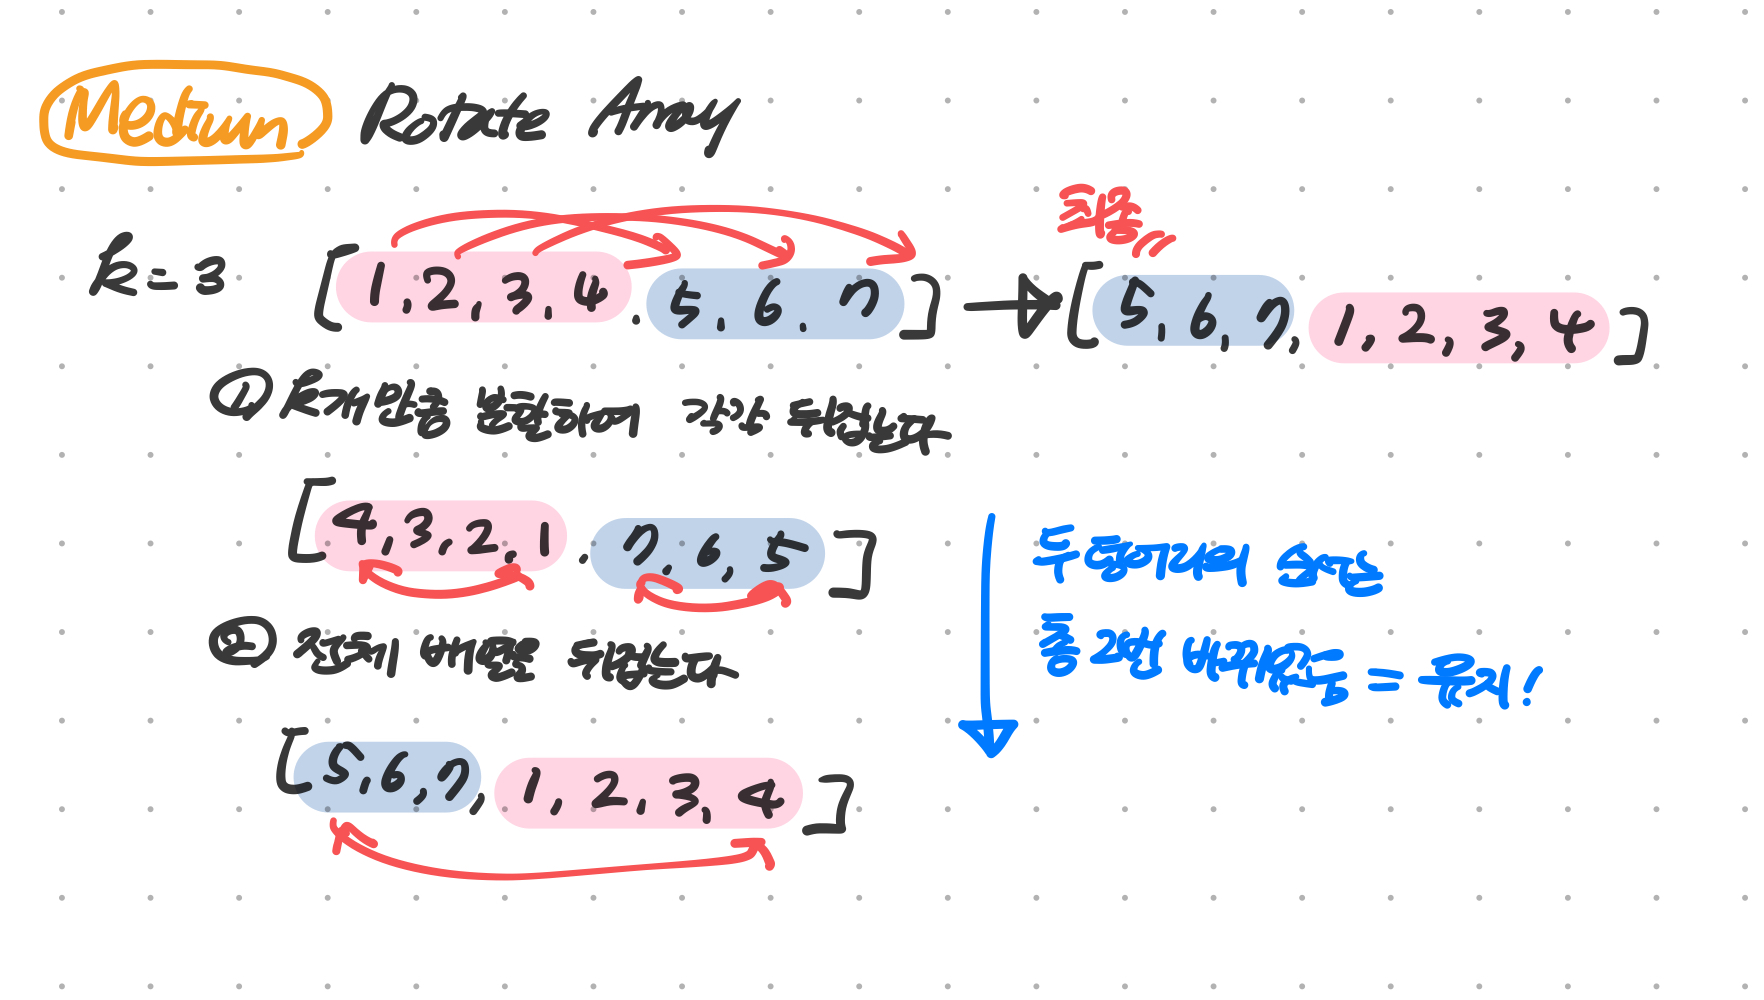 Medium Rotate Array
k=3 [1,2,3,4,5,6,7] → 최종 [5,6,7,1,2,3,4]
① k개만큼 분할하여 각각 뒤집는다
[4,3,2,1,7,6,5]
두 덩어리의 순서는
② 전체 배열을 뒤집는다
총 2번 바뀌었음 = 유지!
[5,6,7,1,2,3,4]